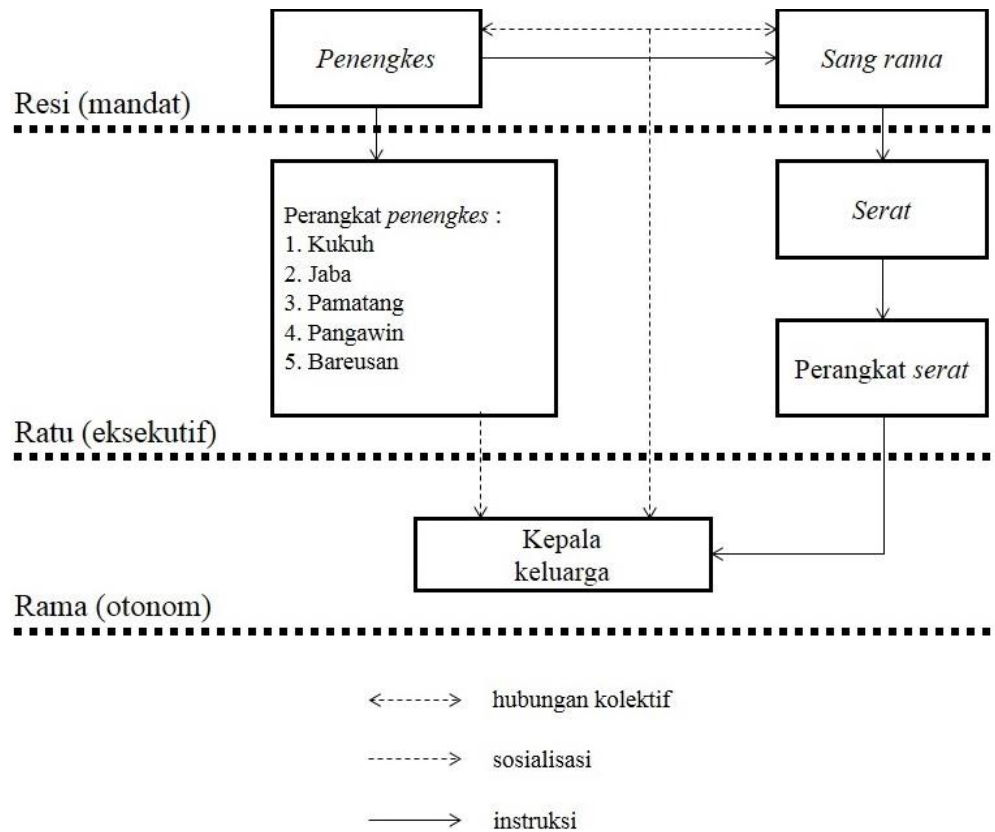 Penengkes
Sang rama
Resi (mandat)
Perangkat penengkes :
1. Kukuh
2. Jaba
3. Pamatang
4. Pangawin
5. Bareusan
Serat
Perangkat serat
Ratu (eksekutif)
Kepala
keluarga
Rama (otonom)
hubungan kolektif
sosialisasi
instruksi